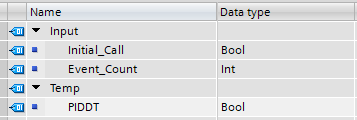 Name Data type
Input
Initial_Call Bool
Event_Count Int
Temp
PIDDT Bool